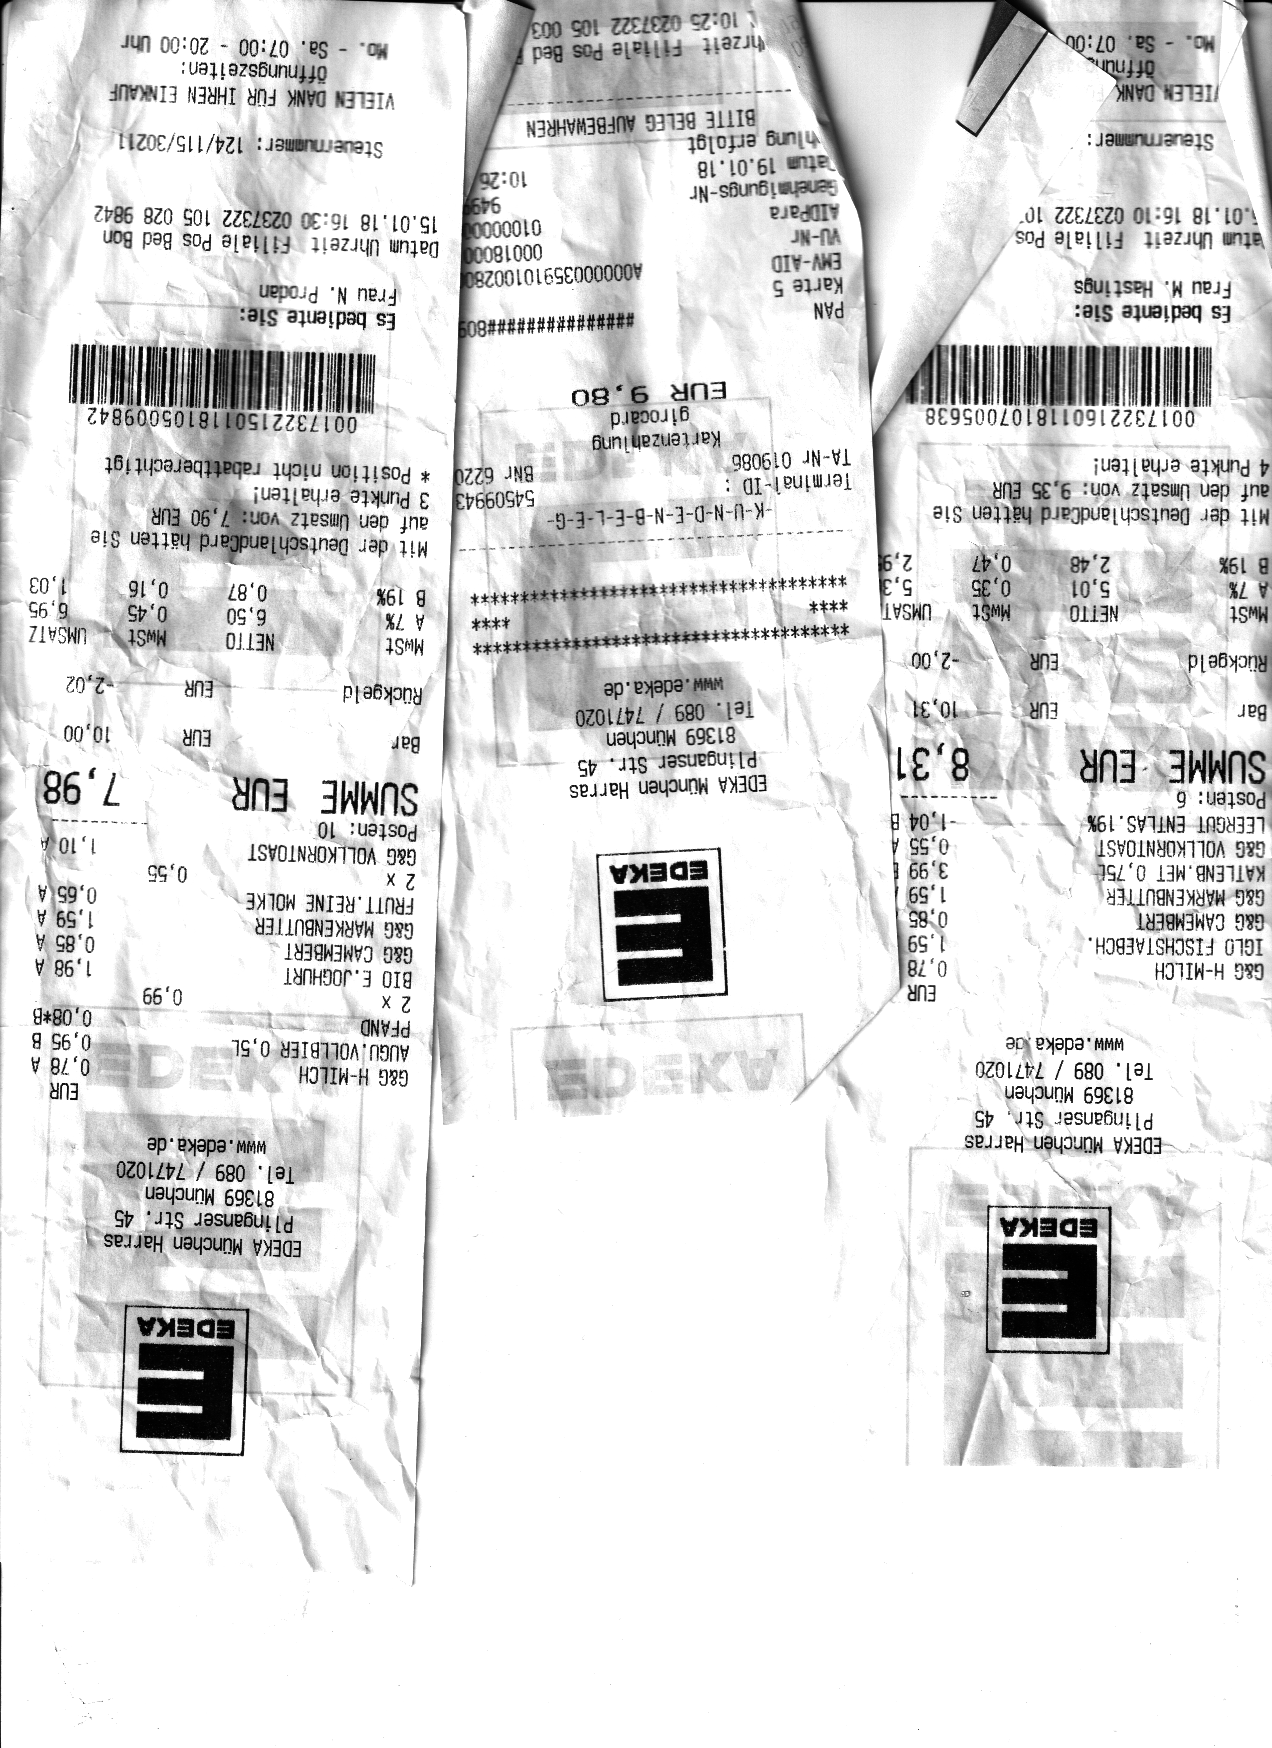 EDEKA
EDEKA München Harras
Plinganser Str. 45
81369 München
Tel. 089 / 7471020
www.edeka.de
EUR
G&G H-MILCH 0,78 A
AUGU.VOLLBIER 0,5L 0,95 B
PFAND 0,08*B
2 x 0,99
BIO E.JOGHURT 1,98 A
G&G CAMEMBERT 0,85 A
G&G MARKENBUTTER 1,59 A
FRUTT.REINE MOLKE 0,65 A
2 x 0,55
G&G VOLLKORNTOAST 1,10 A
Posten: 10
SUMME EUR 7,98
Bar EUR 10,00
Rückgeld EUR -2,02
MwSt NETTO MwSt UMSATZ
A 7% 6,50 0,45 6,95
B 19% 0,87 0,16 1,03
Mit der DeutschlandCard hätten Sie
auf den Umsatz von: 7,90 EUR
3 Punkte erhalten!
* Position nicht rabattberechtigt
00173221501181050098​42
Es bediente Sie:
Frau N. Prodan
Datum Uhrzeit Filiale Pos Bed Bon
15.01.18 16:30 0237322 105 028 9842
Steuernummer: 124/115/30211
VIELEN DANK FÜR IHREN EINKAUF
Öffnungszeiten:
Mo. - Sa. 07:00 - 20:00 Uhr
EDEKA
EDEKA
EDEKA München Harras
Plinganser Str. 45
81369 München
Tel. 089 / 7471020
www.edeka.de
**************************************
**** ****
**************************************
-K-U-N-D-E-N-B-E-L-E-G-
Terminal-ID : 54509943
TA-Nr 019086 BNR 6220
Kartenzahlung
girocard
EUR 9,80
PAN ###############809
Karte 5
EMV-AID A0000003591010028
VU-Nr 00018000
AIDPara 01000000
Genehmigungs-Nr 949
Datum 19.01.18 10:26
hlung erfolgt
BITTE BELEG AUFBEWAHREN
hrzeit Filiale Pos Bed
10:25 0237322 105 003
EDEKA
EDEKA München Harras
Plinganser Str. 45
81369 München
Tel. 089 / 7471020
www.edeka.de
EUR
G&G H-MILCH 0,78
IGLO FISCHSTAEBCH. 1,59
G&G CAMEMBERT 0,85
G&G MARKENBUTTER 1,59
KATLENB.MET 0,75L 3,99
G&G VOLLKORNTOAST 0,55 A
LEERGUT ENTLAS.19% -1,04 B
Posten: 6
SUMME EUR 8,31
Bar EUR 10,31
Rückgeld EUR -2,00
MwSt NETTO MwSt UMSAT
A 7% 5,01 0,35 5,3
B 19% 2,48 0,47 2,9
Mit der DeutschlandCard hätten Sie
auf den Umsatz von: 9,35 EUR
4 Punkte erhalten!
0017322160118107005638
Es bediente Sie:
Frau M. Hastings
atum Uhrzeit Filiale Pos
.01.18 16:10 0237322 10
Steuernummer:
VIELEN DANK
Öffnun
Mo. - Sa. 07:00